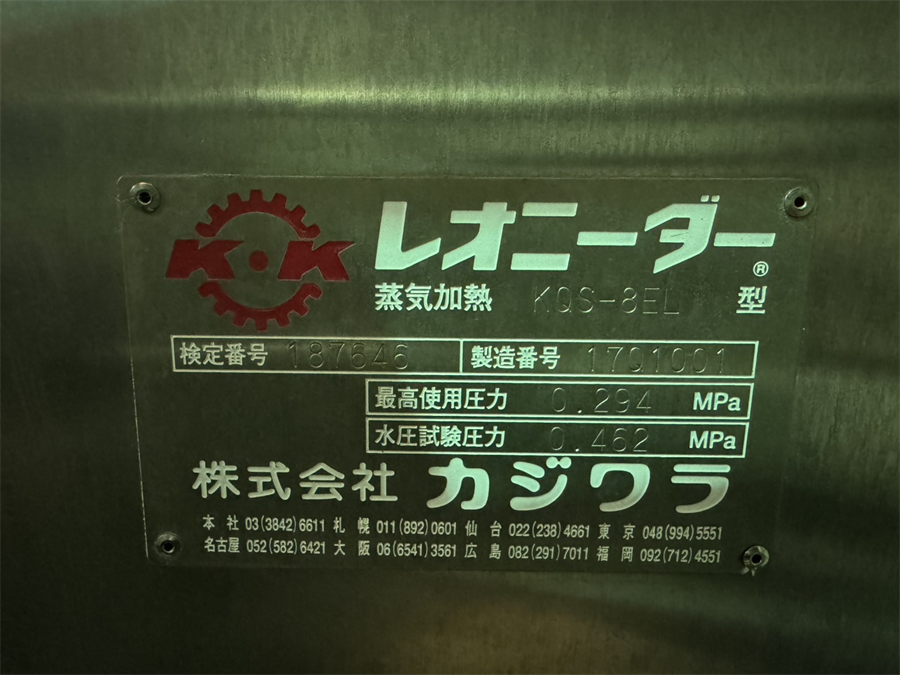 K・K レオニーダー®
蒸気加熱 KQS-8EL 型
検定番号 187646 製造番号 1701001
最高使用圧力 0.294 MPa
水圧試験圧力 0.462 MPa
株式会社 カジワラ
本社 03(3842)6611 札幌 011(892)0601 仙台 022(238)4661 東京 048(994)5551
名古屋 052(582)6421 大阪 06(6541)3561 広島 082(291)7011 福岡 092(712)4551